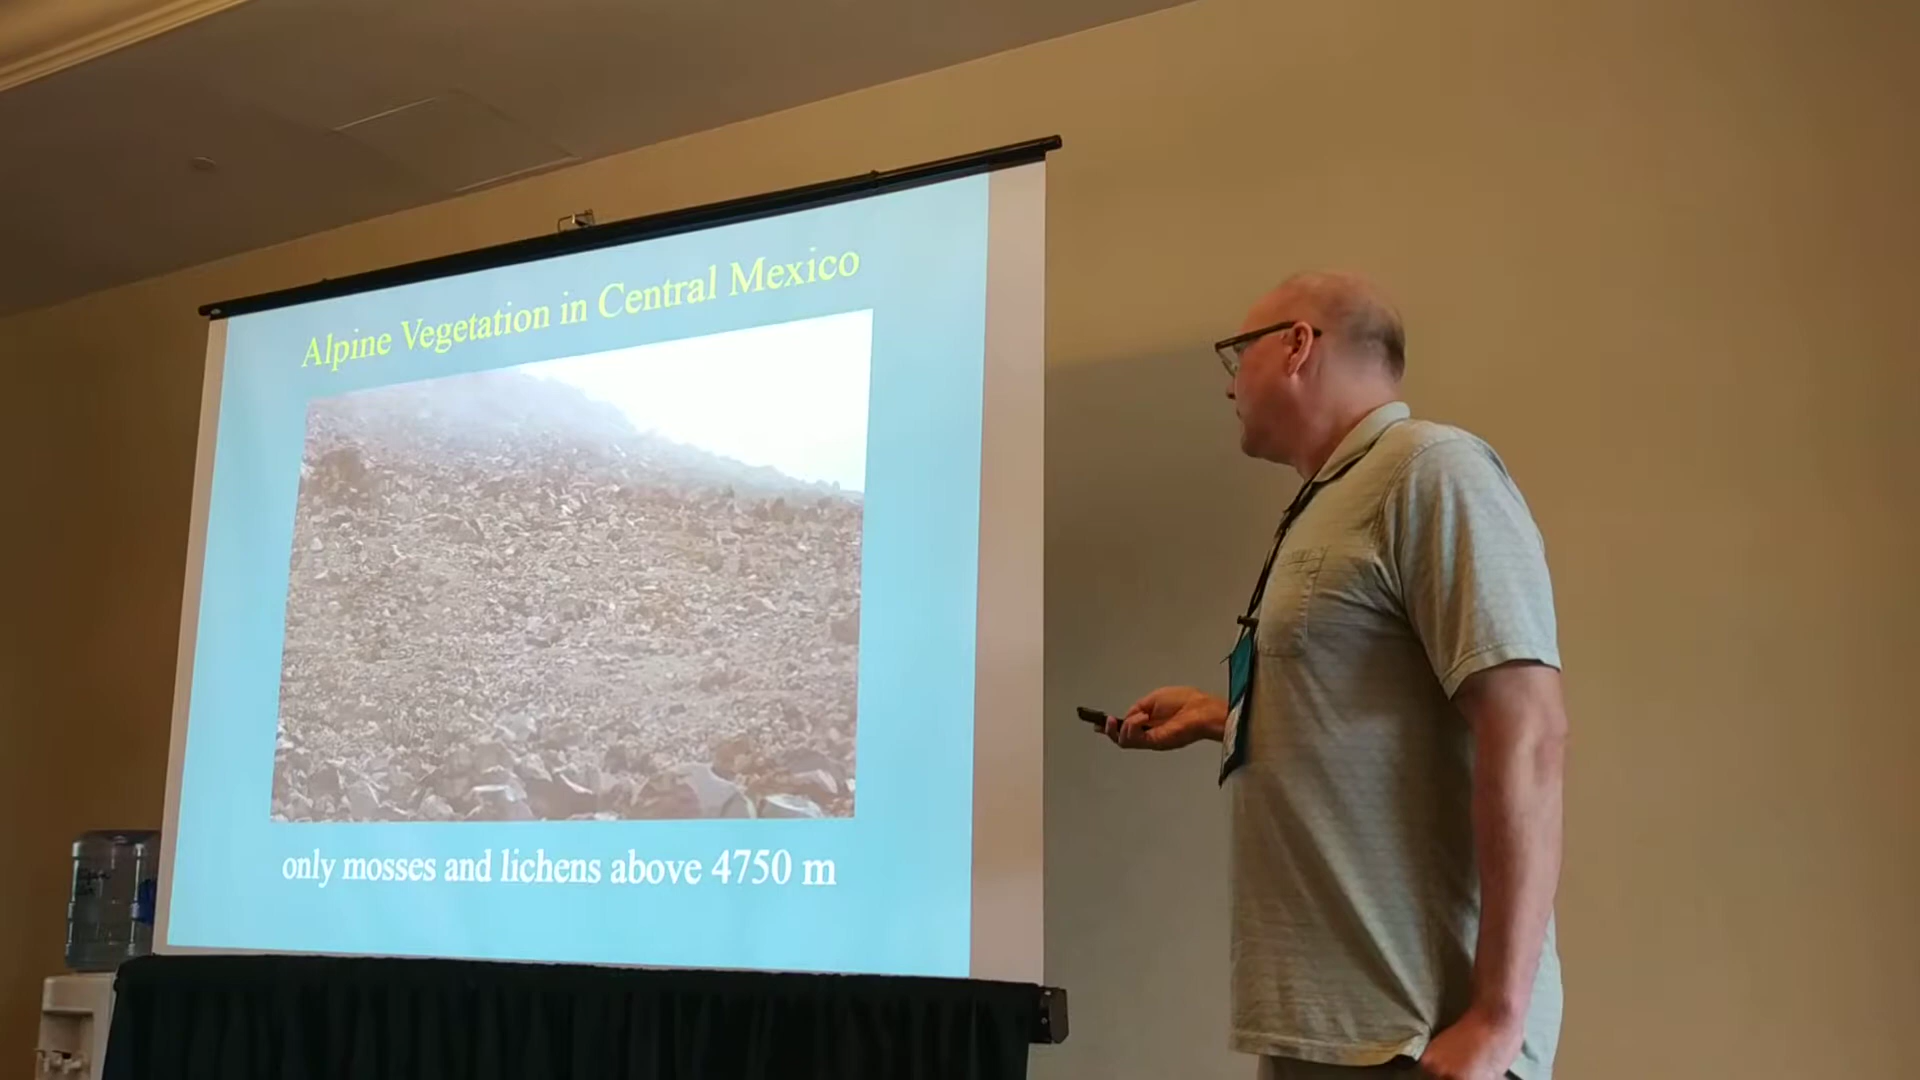 Alpine Vegetation in Central Mexico
only mosses and lichens above 4750 m